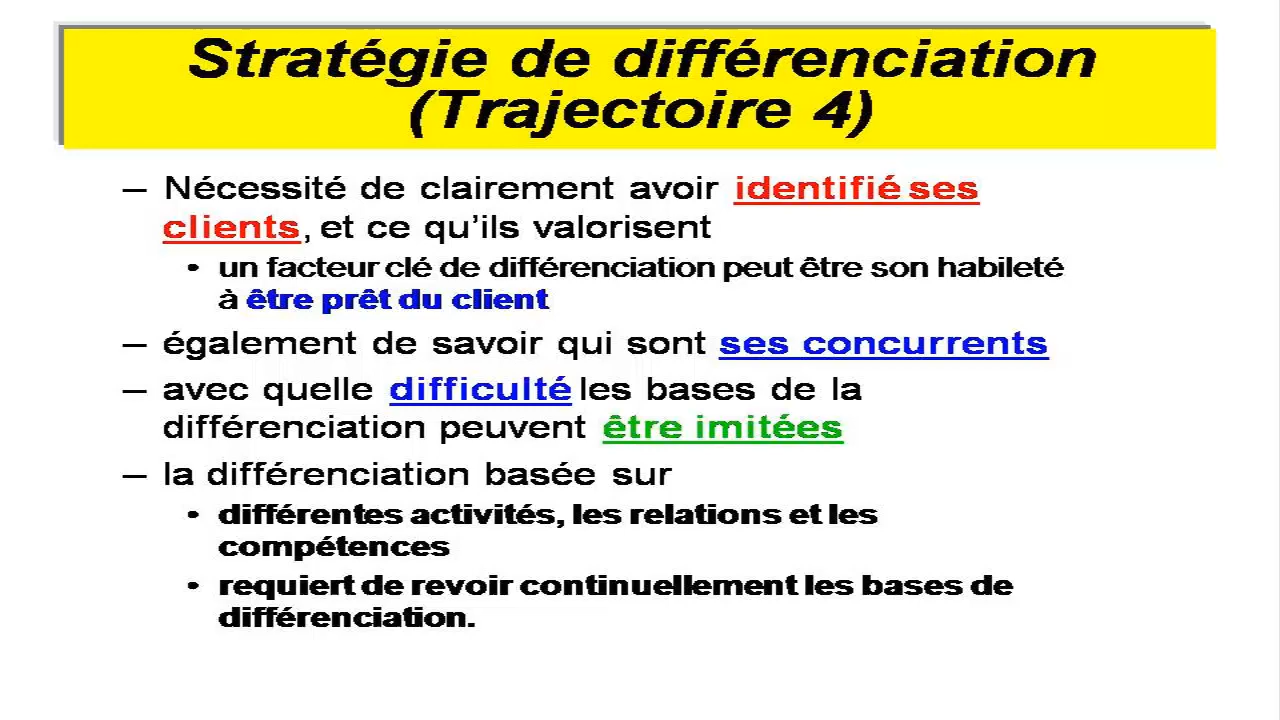 Stratégie de différenciation
(Trajectoire 4)
– Nécessité de clairement avoir identifié ses
clients, et ce qu'ils valorisent
• un facteur clé de différenciation peut être son habileté
à être prêt du client
– également de savoir qui sont ses concurrents
– avec quelle difficulté les bases de la
différenciation peuvent être imitées
– la différenciation basée sur
• différentes activités, les relations et les
compétences
• requiert de revoir continuellement les bases de
différenciation.